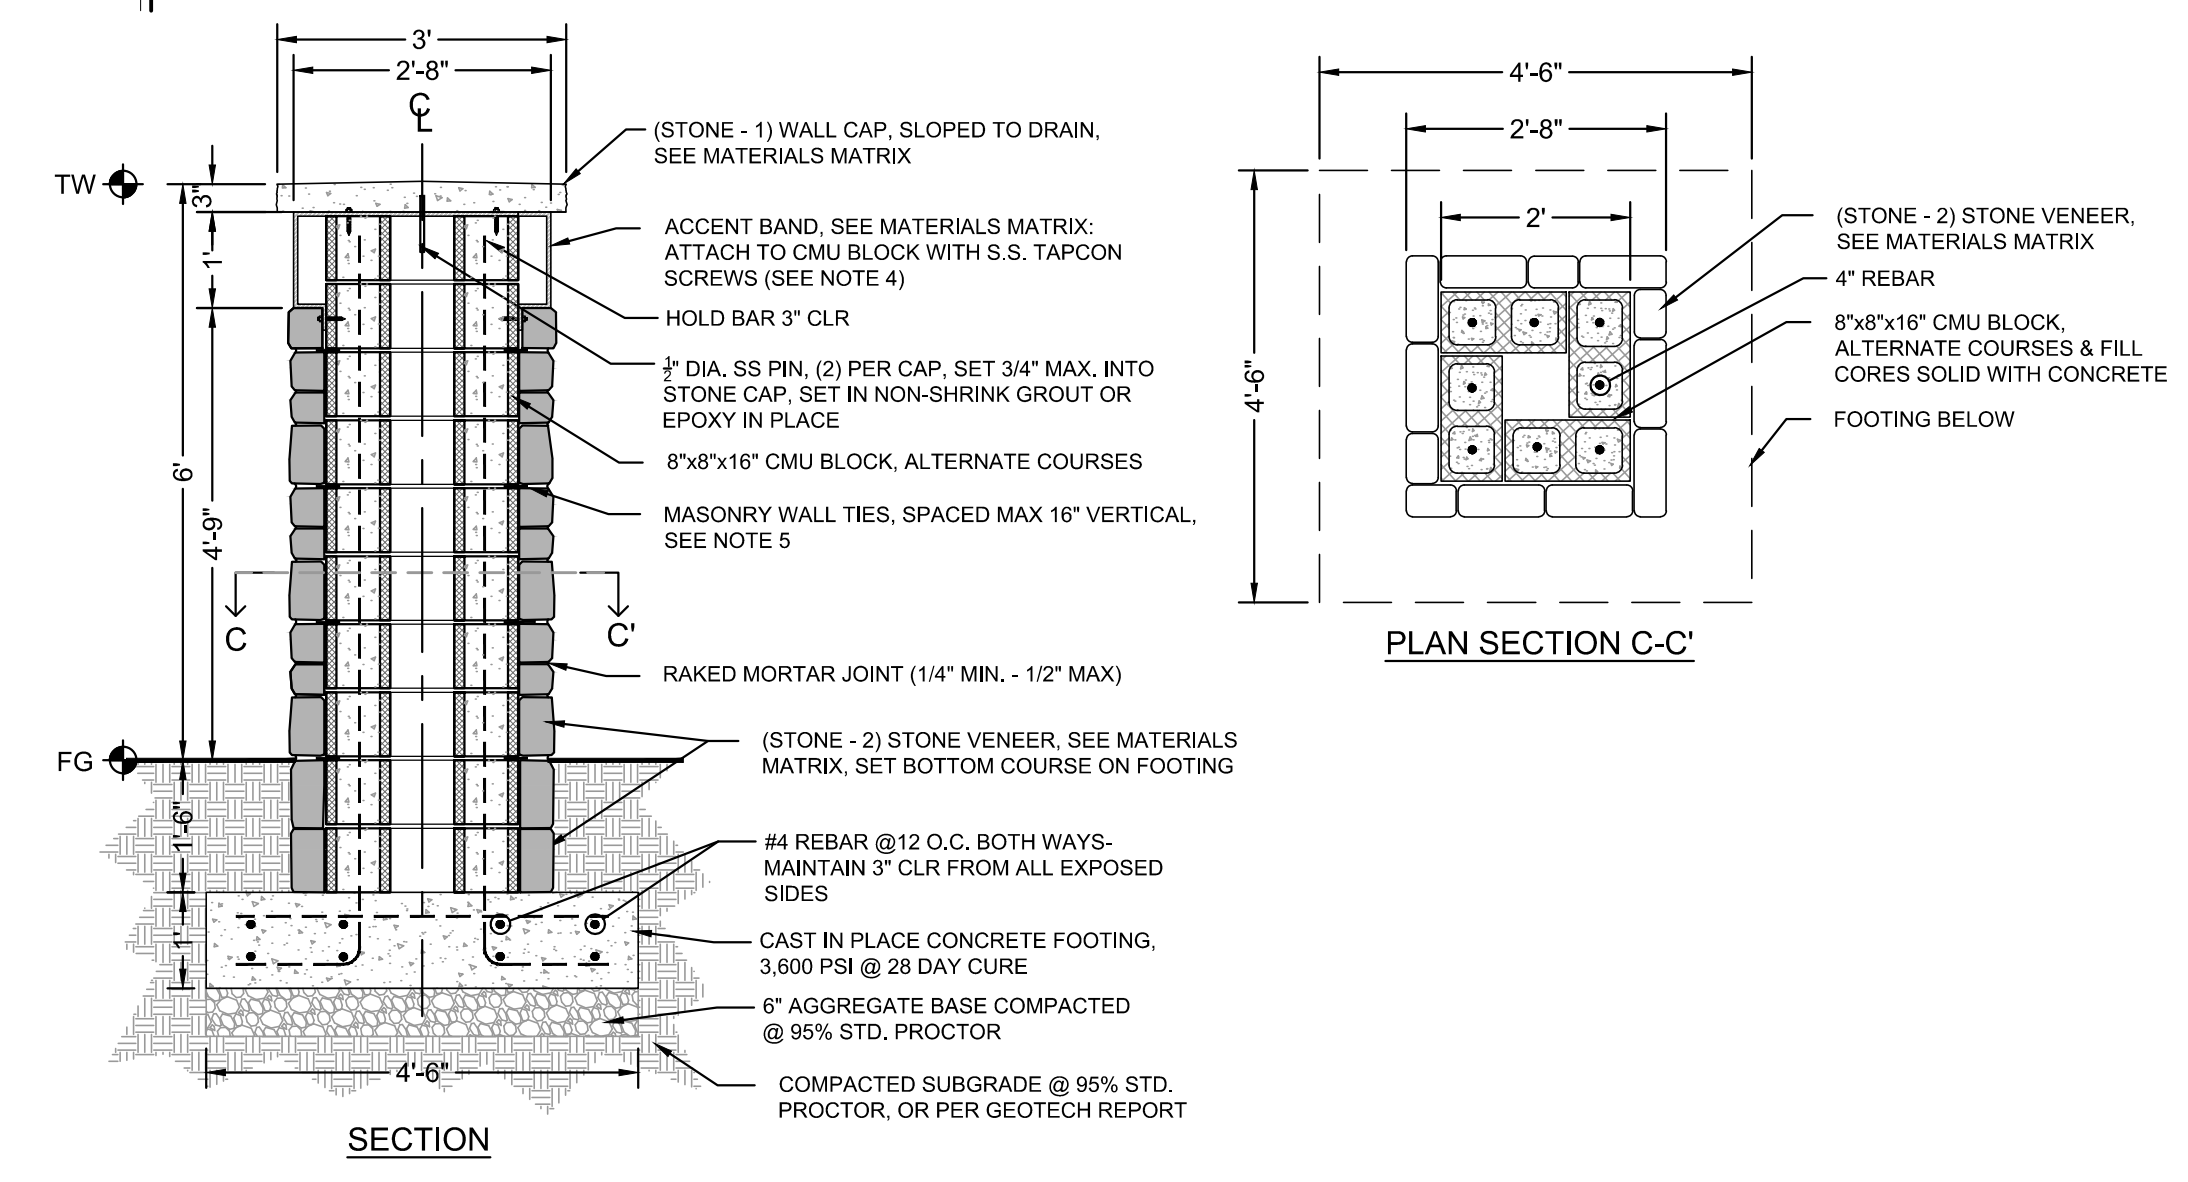 3'
2'-8"
CL
(STONE - 1) WALL CAP, SLOPED TO DRAIN,
SEE MATERIALS MATRIX
TW
3"
ACCENT BAND, SEE MATERIALS MATRIX:
ATTACH TO CMU BLOCK WITH S.S. TAPCON
SCREWS (SEE NOTE 4)
1'
HOLD BAR 3" CLR
1/2" DIA. SS PIN, (2) PER CAP, SET 3/4" MAX. INTO
STONE CAP, SET IN NON-SHRINK GROUT OR
EPOXY IN PLACE
8"x8"x16" CMU BLOCK, ALTERNATE COURSES
6'
4'-9"
MASONRY WALL TIES, SPACED MAX 16" VERTICAL,
SEE NOTE 5
C
C'
RAKED MORTAR JOINT (1/4" MIN. - 1/2" MAX)
(STONE - 2) STONE VENEER, SEE MATERIALS
MATRIX, SET BOTTOM COURSE ON FOOTING
FG
1'-6"
#4 REBAR @12 O.C. BOTH WAYS-
MAINTAIN 3" CLR FROM ALL EXPOSED
SIDES
1'
CAST IN PLACE CONCRETE FOOTING,
3,600 PSI @ 28 DAY CURE
6" AGGREGATE BASE COMPACTED
@ 95% STD. PROCTOR
4'-6"
COMPACTED SUBGRADE @ 95% STD.
PROCTOR, OR PER GEOTECH REPORT
SECTION
4'-6"
2'-8"
2'
4'-6"
(STONE - 2) STONE VENEER,
SEE MATERIALS MATRIX
4" REBAR
8"x8"x16" CMU BLOCK,
ALTERNATE COURSES & FILL
CORES SOLID WITH CONCRETE
FOOTING BELOW
PLAN SECTION C-C'